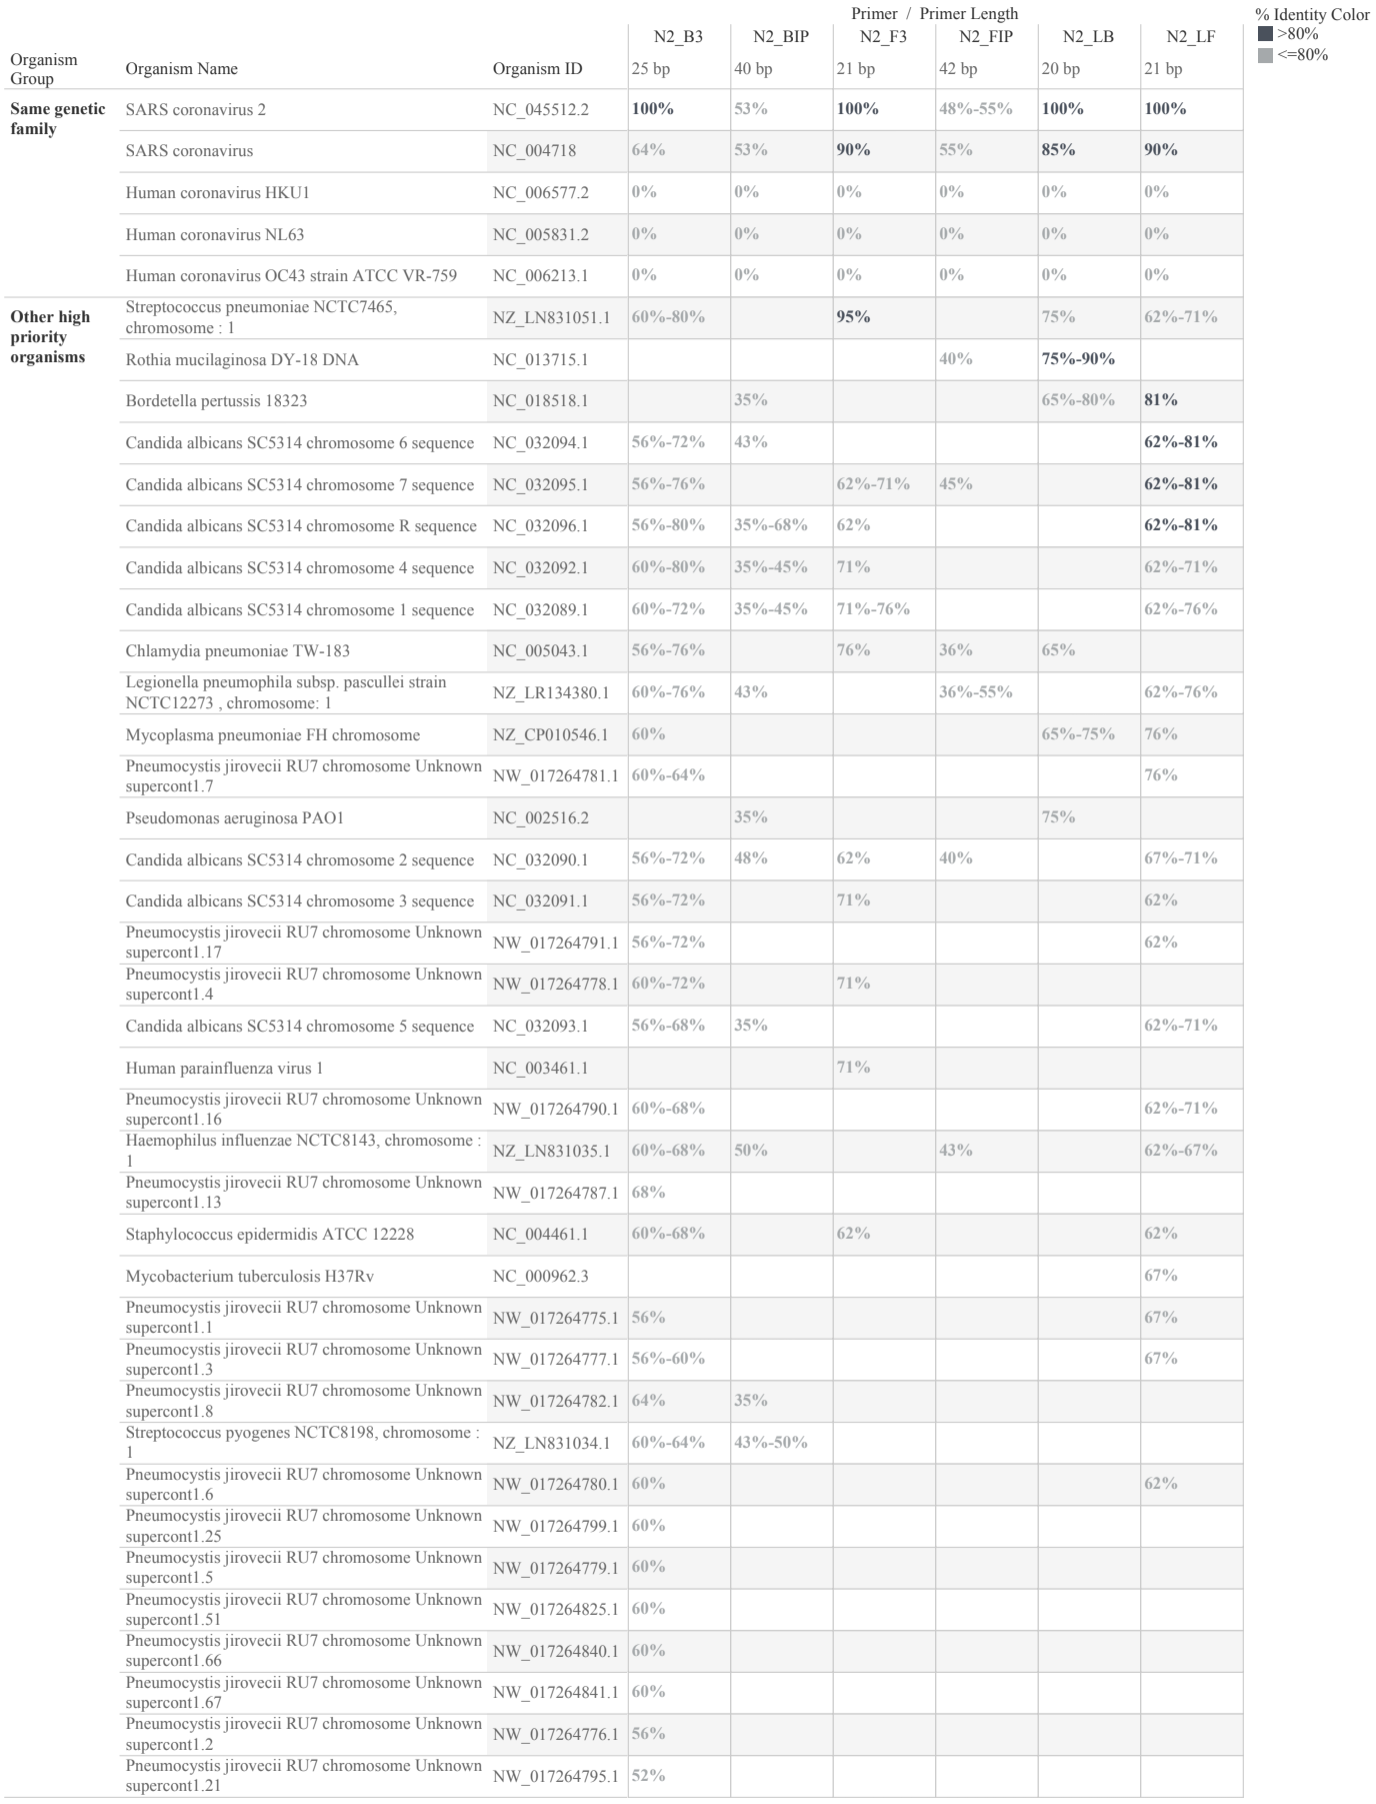 Primer / Primer Length
% Identity Color
N2_B3 N2_BIP N2_F3 N2_FIP N2_LB N2_LF
>80%
<=80%
Organism Group Organism Name Organism ID 25 bp 40 bp 21 bp 42 bp 20 bp 21 bp
Same genetic family SARS coronavirus 2 NC_045512.2 100% 53% 100% 48%-55% 100% 100%
SARS coronavirus NC_004718 64% 53% 90% 55% 85% 90%
Human coronavirus HKU1 NC_006577.2 0% 0% 0% 0% 0% 0%
Human coronavirus NL63 NC_005831.2 0% 0% 0% 0% 0% 0%
Human coronavirus OC43 strain ATCC VR-759 NC_006213.1 0% 0% 0% 0% 0% 0%
Other high priority organisms Streptococcus pneumoniae NCTC7465, chromosome : 1 NZ_LN831051.1 60%-80% 95% 75% 62%-71%
Rothia mucilaginosa DY-18 DNA NC_013715.1 40% 75%-90%
Bordetella pertussis 18323 NC_018518.1 35% 65%-80% 81%
Candida albicans SC5314 chromosome 6 sequence NC_032094.1 56%-72% 43% 62%-81%
Candida albicans SC5314 chromosome 7 sequence NC_032095.1 56%-76% 62%-71% 45% 62%-81%
Candida albicans SC5314 chromosome R sequence NC_032096.1 56%-80% 35%-68% 62% 62%-81%
Candida albicans SC5314 chromosome 4 sequence NC_032092.1 60%-80% 35%-45% 71% 62%-71%
Candida albicans SC5314 chromosome 1 sequence NC_032089.1 60%-72% 35%-45% 71%-76% 62%-76%
Chlamydia pneumoniae TW-183 NC_005043.1 56%-76% 76% 36% 65%
Legionella pneumophila subsp. pascullei strain NCTC12273 , chromosome: 1 NZ_LR134380.1 60%-76% 43% 36%-55% 62%-76%
Mycoplasma pneumoniae FH chromosome NZ_CP010546.1 60% 65%-75% 76%
Pneumocystis jirovecii RU7 chromosome Unknown supercont1.7 NW_017264781.1 60%-64% 76%
Pseudomonas aeruginosa PAO1 NC_002516.2 35% 75%
Candida albicans SC5314 chromosome 2 sequence NC_032090.1 56%-72% 48% 62% 40% 67%-71%
Candida albicans SC5314 chromosome 3 sequence NC_032091.1 56%-72% 71% 62%
Pneumocystis jirovecii RU7 chromosome Unknown supercont1.17 NW_017264791.1 56%-72% 62%
Pneumocystis jirovecii RU7 chromosome Unknown supercont1.4 NW_017264778.1 60%-72% 71%
Candida albicans SC5314 chromosome 5 sequence NC_032093.1 56%-68% 35% 62%-71%
Human parainfluenza virus 1 NC_003461.1 71%
Pneumocystis jirovecii RU7 chromosome Unknown supercont1.16 NW_017264790.1 60%-68% 62%-71%
Haemophilus influenzae NCTC8143, chromosome : 1 NZ_LN831035.1 60%-68% 50% 43% 62%-67%
Pneumocystis jirovecii RU7 chromosome Unknown supercont1.13 NW_017264787.1 68%
Staphylococcus epidermidis ATCC 12228 NC_004461.1 60%-68% 62% 62%
Mycobacterium tuberculosis H37Rv NC_000962.3 67%
Pneumocystis jirovecii RU7 chromosome Unknown supercont1.1 NW_017264775.1 56% 67%
Pneumocystis jirovecii RU7 chromosome Unknown supercont1.3 NW_017264777.1 56%-60% 67%
Pneumocystis jirovecii RU7 chromosome Unknown supercont1.8 NW_017264782.1 64% 35%
Streptococcus pyogenes NCTC8198, chromosome : 1 NZ_LN831034.1 60%-64% 43%-50%
Pneumocystis jirovecii RU7 chromosome Unknown supercont1.6 NW_017264780.1 60% 62%
Pneumocystis jirovecii RU7 chromosome Unknown supercont1.25 NW_017264799.1 60%
Pneumocystis jirovecii RU7 chromosome Unknown supercont1.5 NW_017264779.1 60%
Pneumocystis jirovecii RU7 chromosome Unknown supercont1.51 NW_017264825.1 60%
Pneumocystis jirovecii RU7 chromosome Unknown supercont1.66 NW_017264840.1 60%
Pneumocystis jirovecii RU7 chromosome Unknown supercont1.67 NW_017264841.1 60%
Pneumocystis jirovecii RU7 chromosome Unknown supercont1.2 NW_017264776.1 56%
Pneumocystis jirovecii RU7 chromosome Unknown supercont1.21 NW_017264795.1 52%